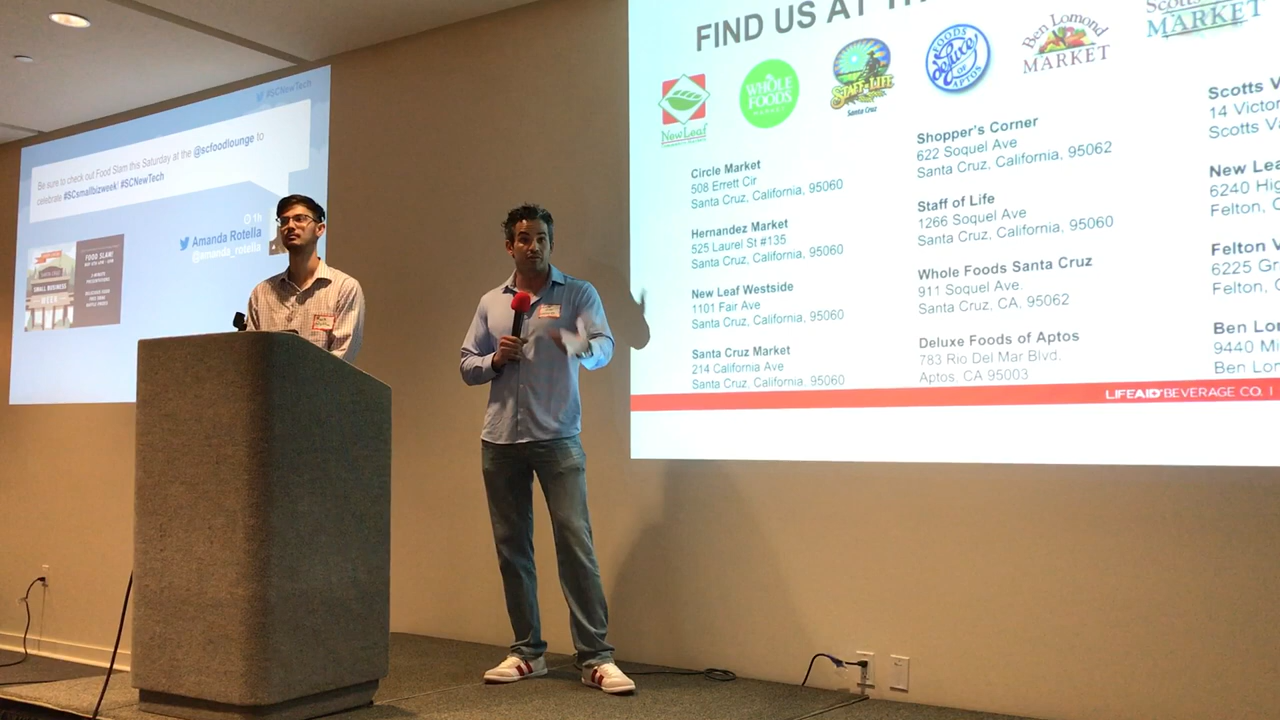 #SCNewTech
Be sure to check out Food Slam this Saturday at the @scfoodlounge to
celebrate #SCsmallbizweek! #SCNewTech
1h
Amanda Rotella
@amanda_rotella
FOOD SLAM!
SANTA CRUZ
SMALL BUSINESS
WEEK
FIND US AT
New Leaf
WHOLE
FOODS
MARKET
STAFF of LIFE
Santa Cruz
FOODS
deluxe
OF APTOS
BEN LOMOND
MARKET
MARKET
Circle Market
508 Errett Cir
Santa Cruz, California, 95060
Hernandez Market
525 Laurel St #135
Santa Cruz, California, 95060
New Leaf Westside
1101 Fair Ave
Santa Cruz, California, 95060
Santa Cruz Market
214 California Ave
Santa Cruz, California, 95060
Shopper's Corner
622 Soquel Ave
Santa Cruz, California, 95062
Staff of Life
1266 Soquel Ave
Santa Cruz, California, 95060
Whole Foods Santa Cruz
911 Soquel Ave.
Santa Cruz, CA, 95062
Deluxe Foods of Aptos
783 Rio Del Mar Blvd,
Aptos, CA 95003
Scotts V
14 Victor
Scotts Va
New Lea
6240 Hig
Felton, C
Felton V
6225 Gr
Felton, C
Ben Lom
9440 Mi
Ben Lom
LIFEAID BEVERAGE CO. |